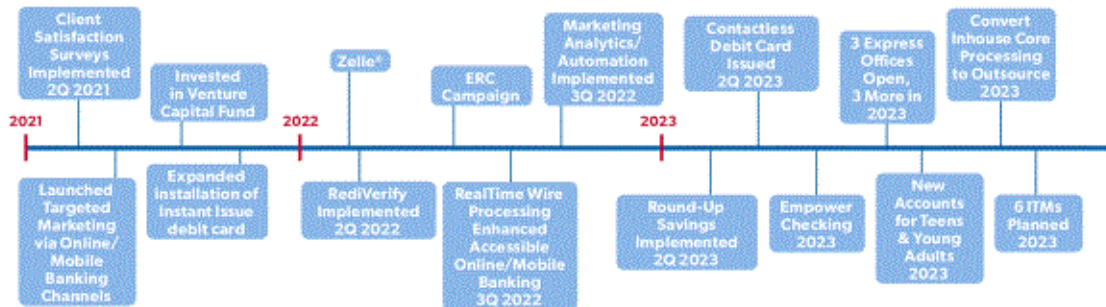 Client
Satisfaction
Surveys
Implemented
2Q 2021
Invested
in Venture
Capital Fund
Zelle®
ERC
Campaign
Marketing
Analytics/
Automation
Implemented
3Q 2022
Contactless
Debit Card
Issued
2Q 2023
3 Express
Offices
Open,
3 More in
2023
Convert
Inhouse Core
Processing
to Outsource
2023
2021
2022
2023
Launched
Targeted
Marketing
via Online/
Mobile
Banking
Channels
Expanded
installation of
Instant Issue
debit card
RediVerify
Implemented
2Q 2022
RealTime Wire
Processing
Enhanced
Accessible
Online/Mobile
Banking
3Q 2022
Round-Up
Savings
Implemented
2Q 2023
Empower
Checking
2023
New
Accounts
for Teens
& Young
Adults
2023
6 ITMs
Planned
2023